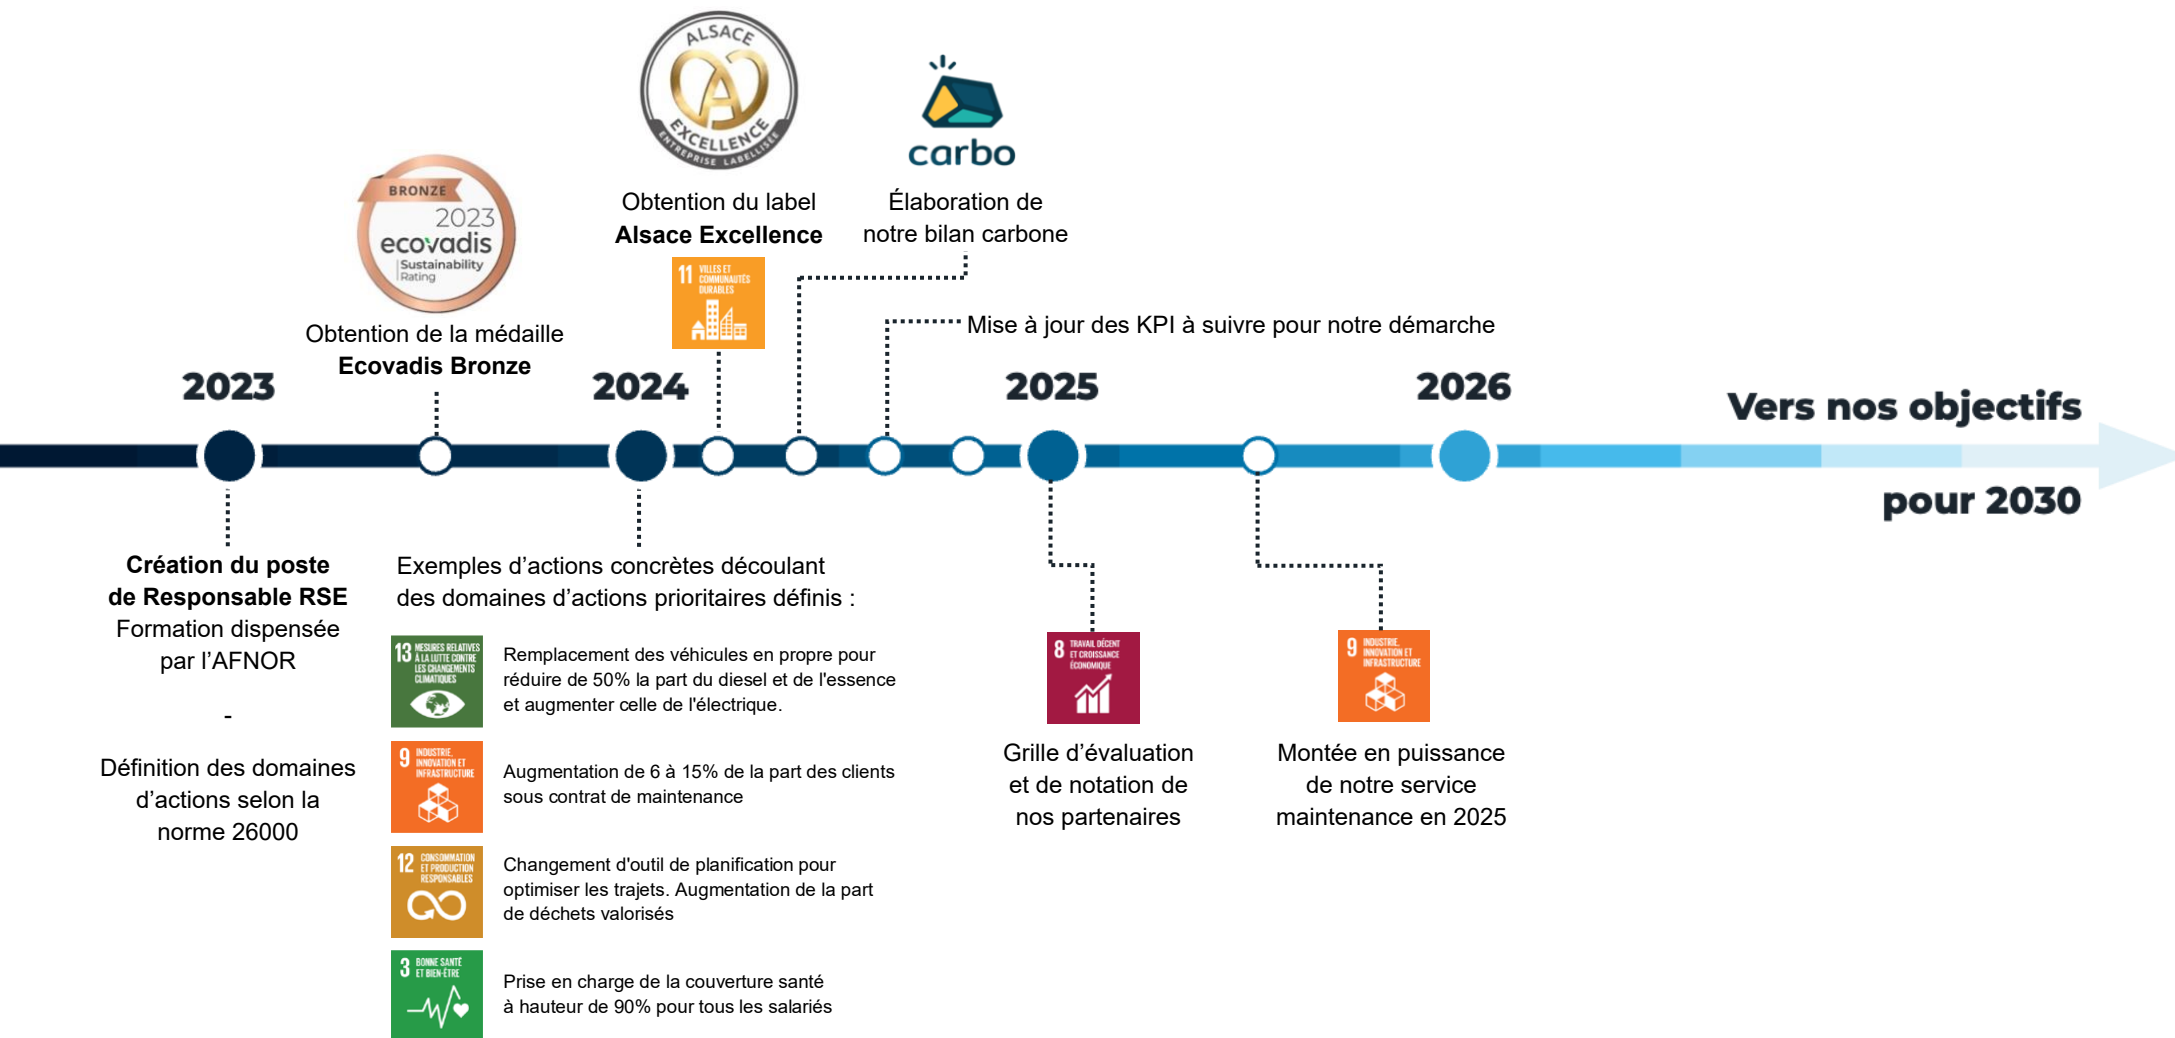 ALSACE
EXCELLENCE
ENTREPRISE LABELLISÉE
carbo
BRONZE
2023
ecovadis
Sustainability
Rating
Obtention du label
Alsace Excellence
Élaboration de
notre bilan carbone
11 VILLES ET
COMMUNAUTÉS
DURABLES
Obtention de la médaille
Ecovadis Bronze
Mise à jour des KPI à suivre pour notre démarche
2023
2024
2025
2026
Vers nos objectifs
pour 2030
Création du poste
de Responsable RSE
Formation dispensée
par l’AFNOR
-
Définition des domaines
d’actions selon la
norme 26000
Exemples d’actions concrètes découlant
des domaines d’actions prioritaires définis :
13 MESURES RELATIVES
À LA LUTTE CONTRE
LES CHANGEMENTS
CLIMATIQUES
Remplacement des véhicules en propre pour
réduire de 50% la part du diesel et de l'essence
et augmenter celle de l'électrique.
9 INDUSTRIE,
INNOVATION ET
INFRASTRUCTURE
Augmentation de 6 à 15% de la part des clients
sous contrat de maintenance
12 CONSOMMATION
ET PRODUCTION
RESPONSABLES
Changement d'outil de planification pour
optimiser les trajets. Augmentation de la part
de déchets valorisés
3 BONNE SANTÉ
ET BIEN-ÊTRE
Prise en charge de la couverture santé
à hauteur de 90% pour tous les salariés
8 TRAVAIL DÉCENT
ET CROISSANCE
ÉCONOMIQUE
Grille d’évaluation
et de notation de
nos partenaires
9 INDUSTRIE,
INNOVATION ET
INFRASTRUCTURE
Montée en puissance
de notre service
maintenance en 2025